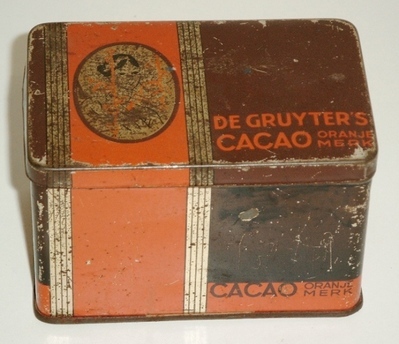 DE GRUYTER'S
CACAO ORANJE
MERK
CACAO ORANJE
MERK